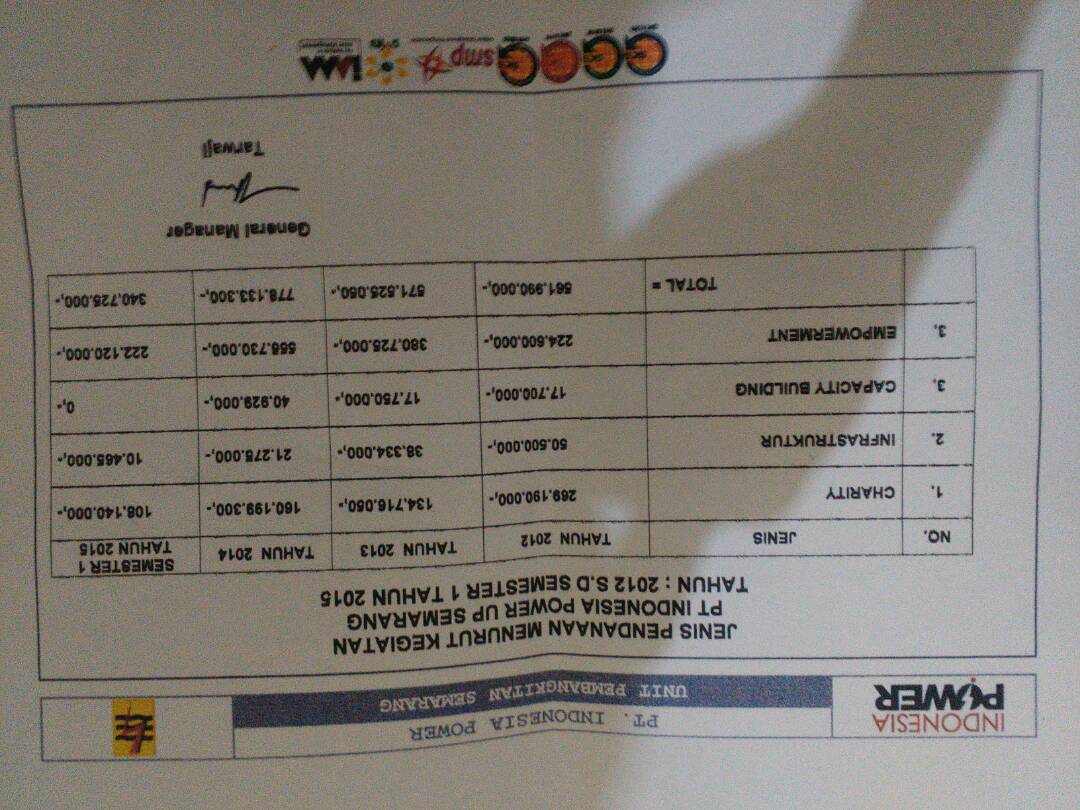 INDONESIA
POWER
PT. INDONESIA POWER
UNIT PEMBANGKITAN SEMARANG
JENIS PENDANAAN MENURUT KEGIATAN
PT INDONESIA POWER UP SEMARANG
TAHUN : 2012 S.D SEMESTER 1 TAHUN 2015
NO. JENIS TAHUN 2012 TAHUN 2013 TAHUN 2014 SEMESTER 1 TAHUN 2015
1. CHARITY 269.190.000,- 134.716.050,- 160.199.300,- 108.140.000,-
2. INFRASTRUKTUR 50.500.000,- 38.334.000,- 21.275.000,- 10.465.000,-
3. CAPACITY BUILDING 17.700.000,- 17.750.000,- 40.929.000,- 0,-
3. EMPOWERMENT 224.600.000,- 380.725.000,- 555.730.000,- 222.120.000,-
TOTAL = 561.990.000,- 571.525.050,- 778.133.300,- 340.725.000,-
General Manager
Tarwaji
smp
IAM